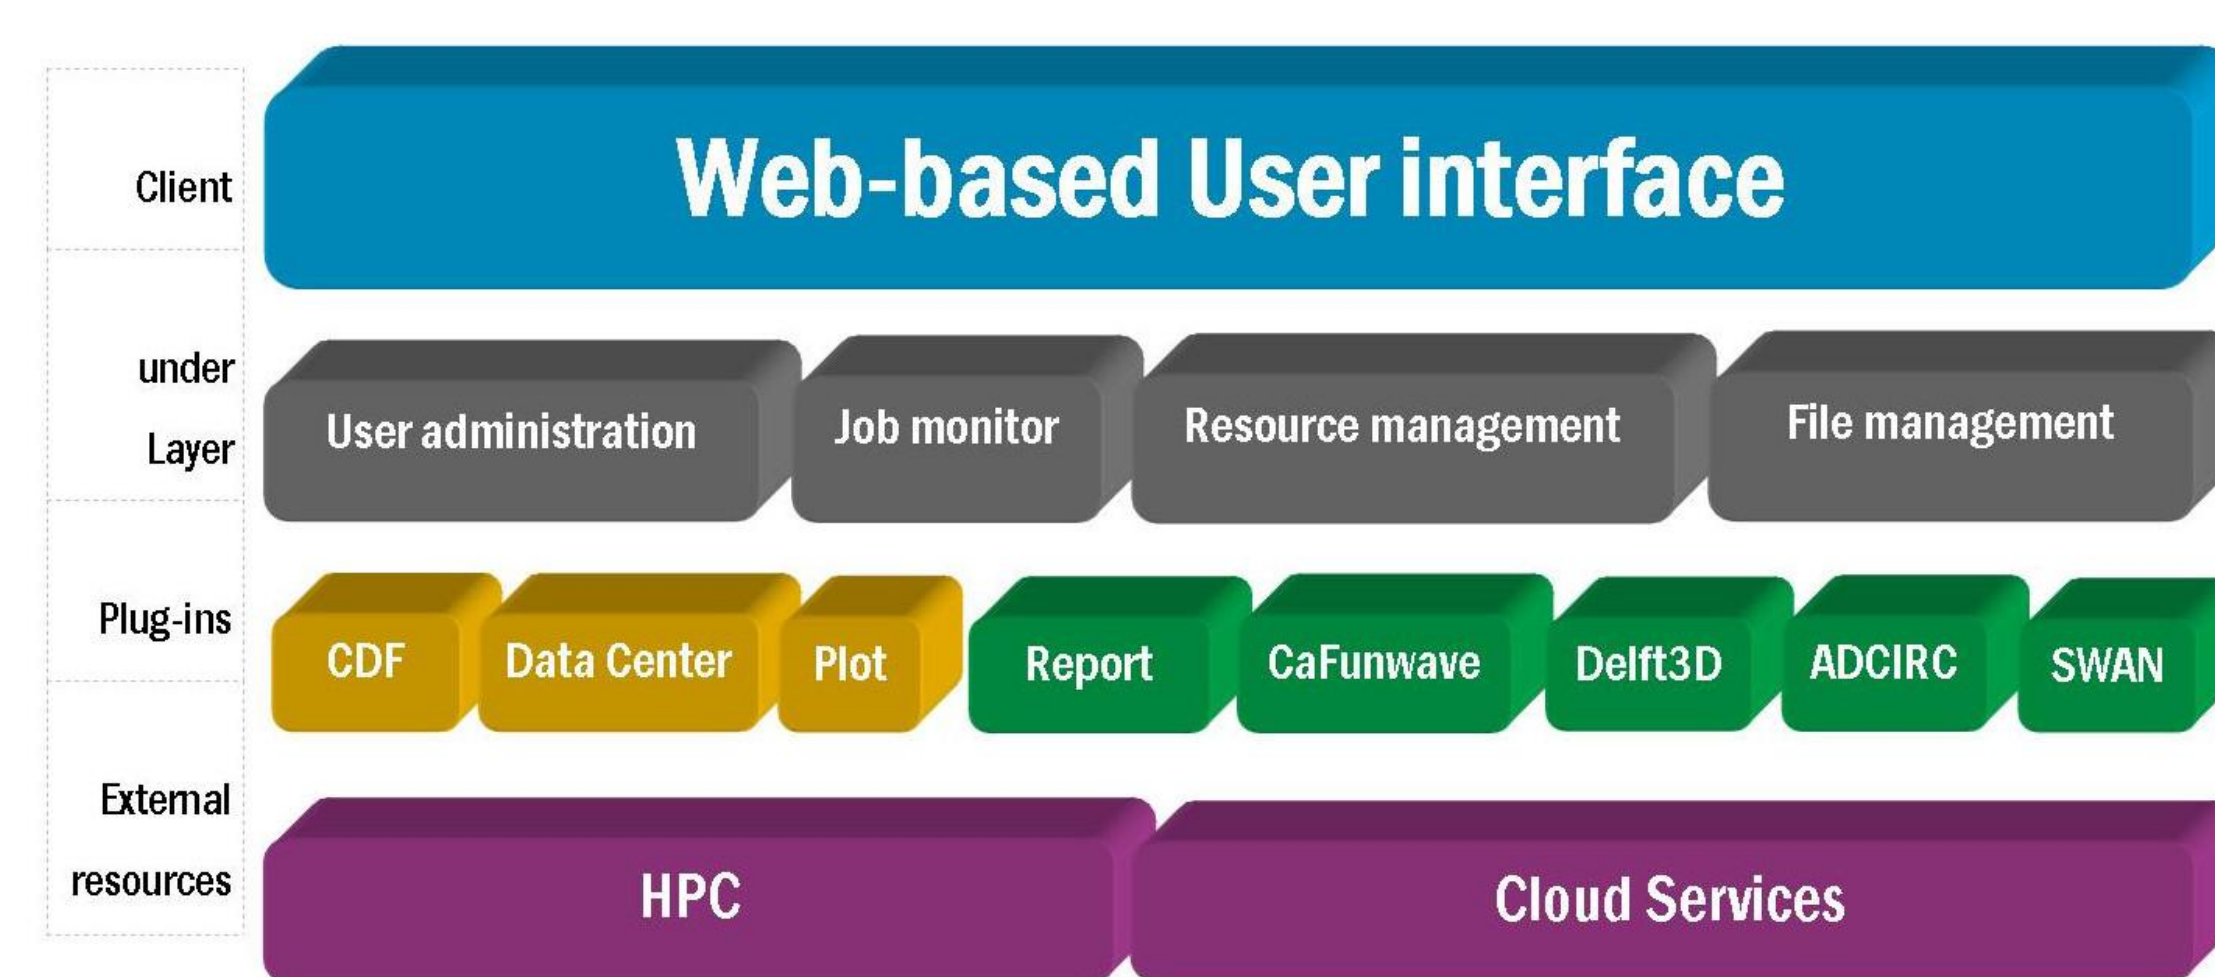 Client
Web-based User interface
under
Layer
User administration
Job monitor
Resource management
File management
Plug-ins
CDF
Data Center
Plot
Report
CaFunwave
Delft3D
ADCIRC
SWAN
External
resources
HPC
Cloud Services